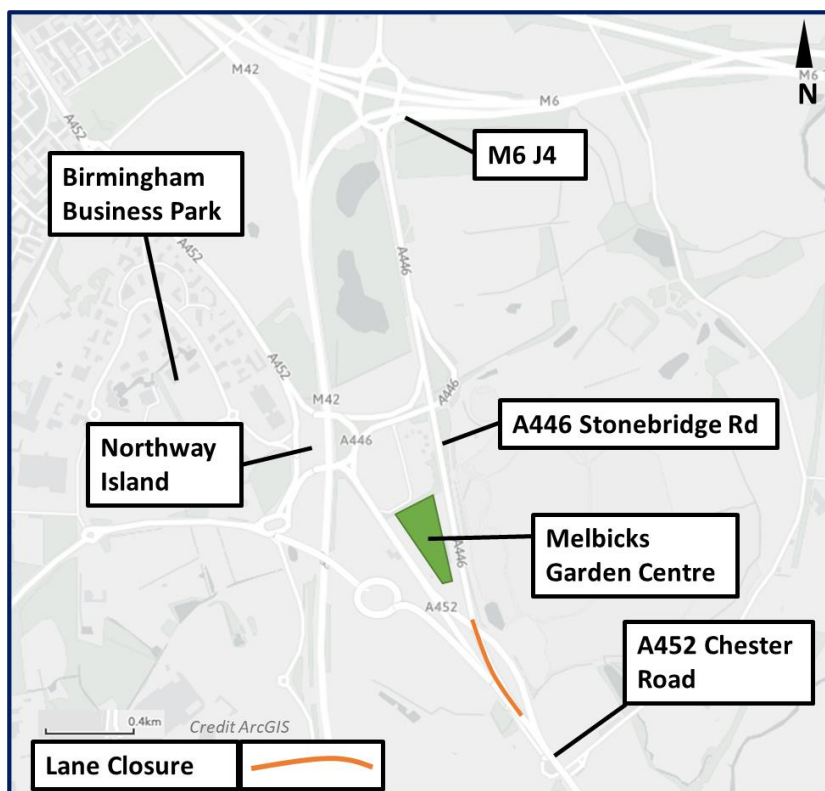 M42
M6
M6
N
A452
M6 J4
Birmingham
Business Park
A452
A446
A452
A446
M42
A446
A446 Stonebridge Rd
Northway
Island
Melbicks
Garden Centre
A446
A452
A452 Chester
Road
0.4km
Credit ArcGIS
Lane Closure